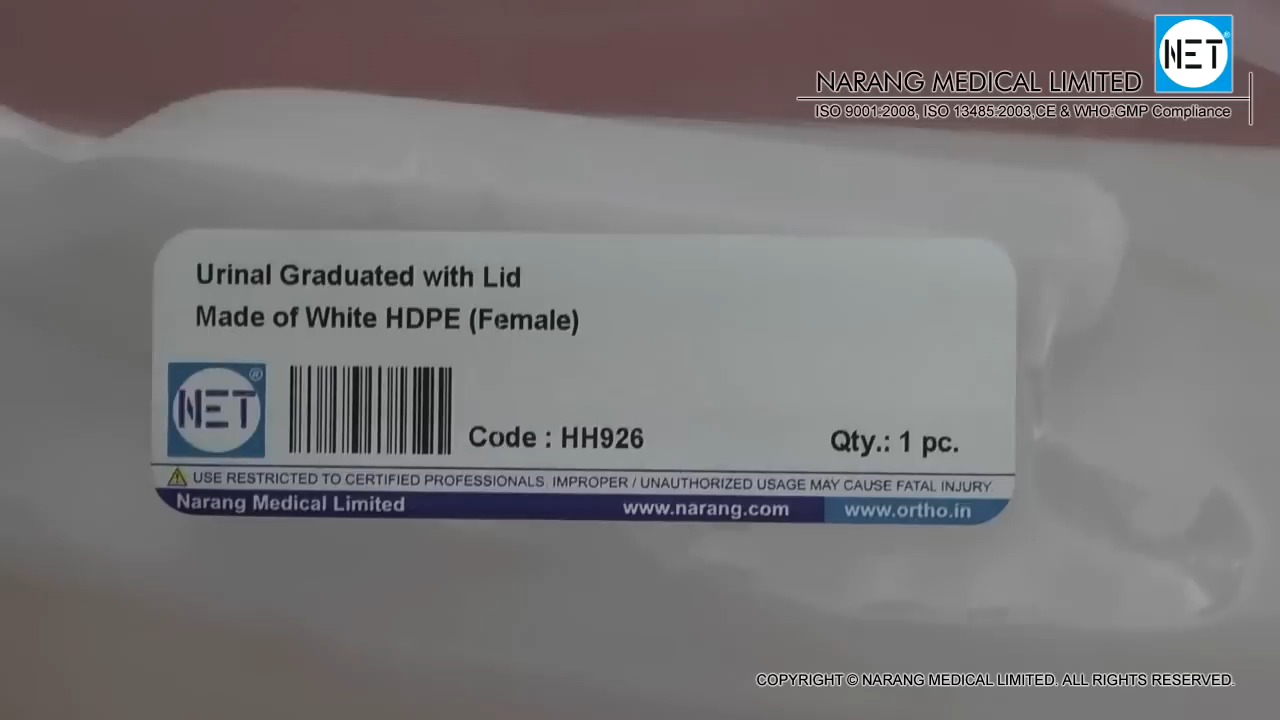 NET®
NARANG MEDICAL LIMITED
ISO 9001:2008, ISO 13485:2003,CE & WHO:GMP Compliance
Urinal Graduated with Lid
Made of White HDPE (Female)
NET®
Code : HH926
Qty.: 1 pc.
USE RESTRICTED TO CERTIFIED PROFESSIONALS. IMPROPER / UNAUTHORIZED USAGE MAY CAUSE FATAL INJURY.
Narang Medical Limited
www.narang.com
www.ortho.in
COPYRIGHT © NARANG MEDICAL LIMITED. ALL RIGHTS RESERVED.